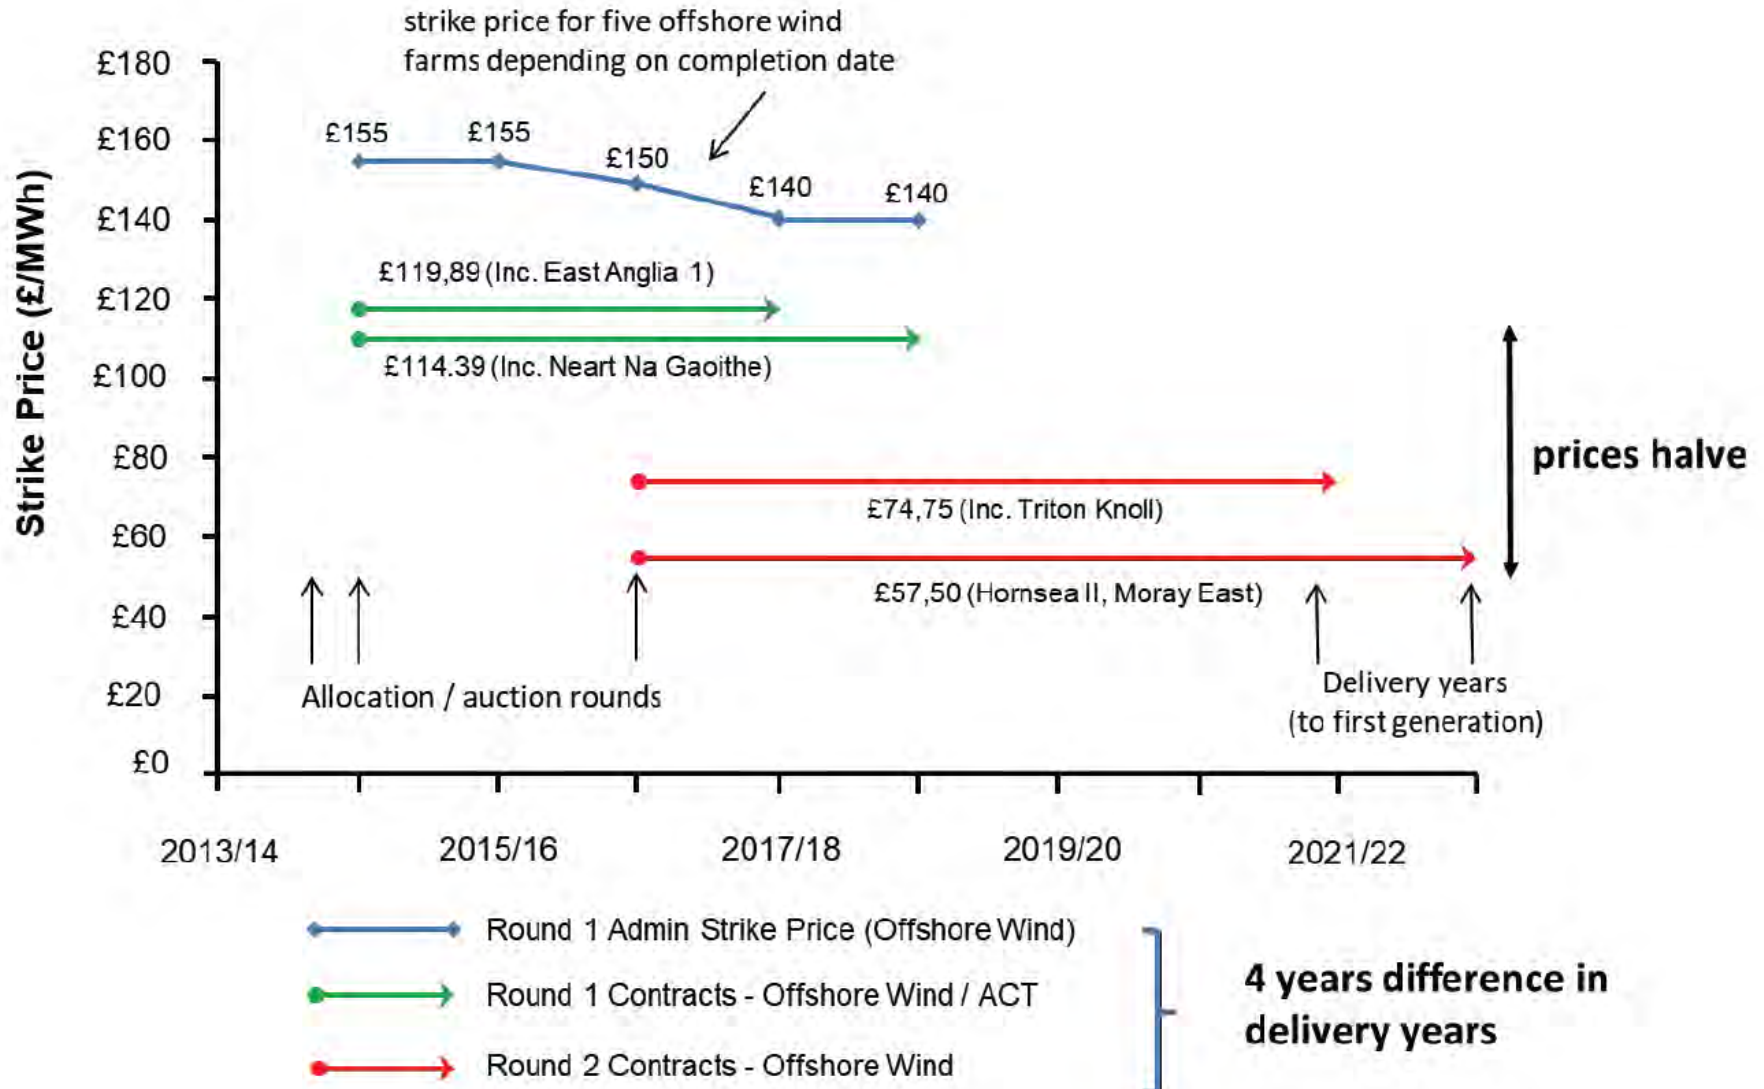 strike price for five offshore wind
farms depending on completion date
£180
£160
£140
£120
£100
£80
£60
£40
£20
£0
Strike Price (£/MWh)
£155
£155
£150
£140
£140
£119,89 (Inc. East Anglia 1)
£114.39 (Inc. Neart Na Gaoithe)
£74,75 (Inc. Triton Knoll)
£57,50 (Hornsea II, Moray East)
prices halve
Allocation / auction rounds
Delivery years
(to first generation)
2013/14
2015/16
2017/18
2019/20
2021/22
Round 1 Admin Strike Price (Offshore Wind)
Round 1 Contracts - Offshore Wind / ACT
Round 2 Contracts - Offshore Wind
4 years difference in
delivery years